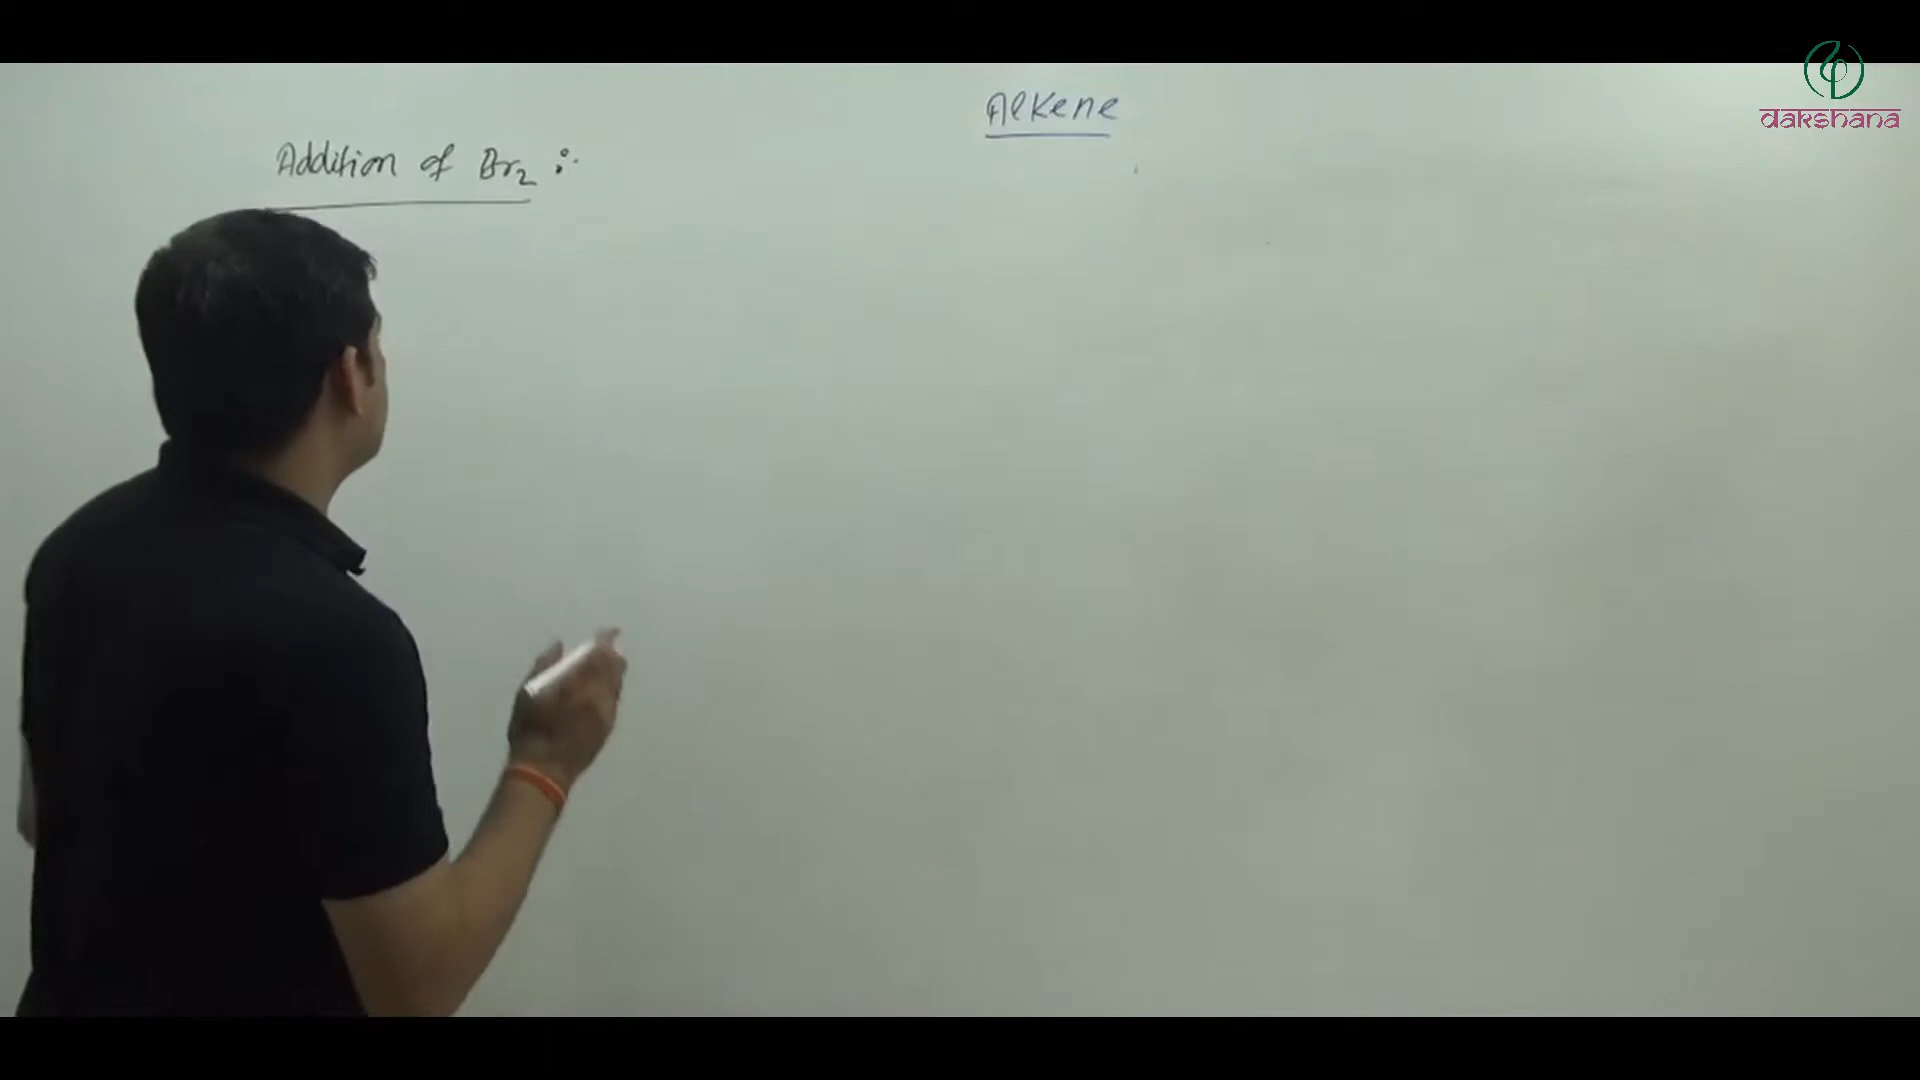 Alkene
Addition of Br₂ :-
dakshana